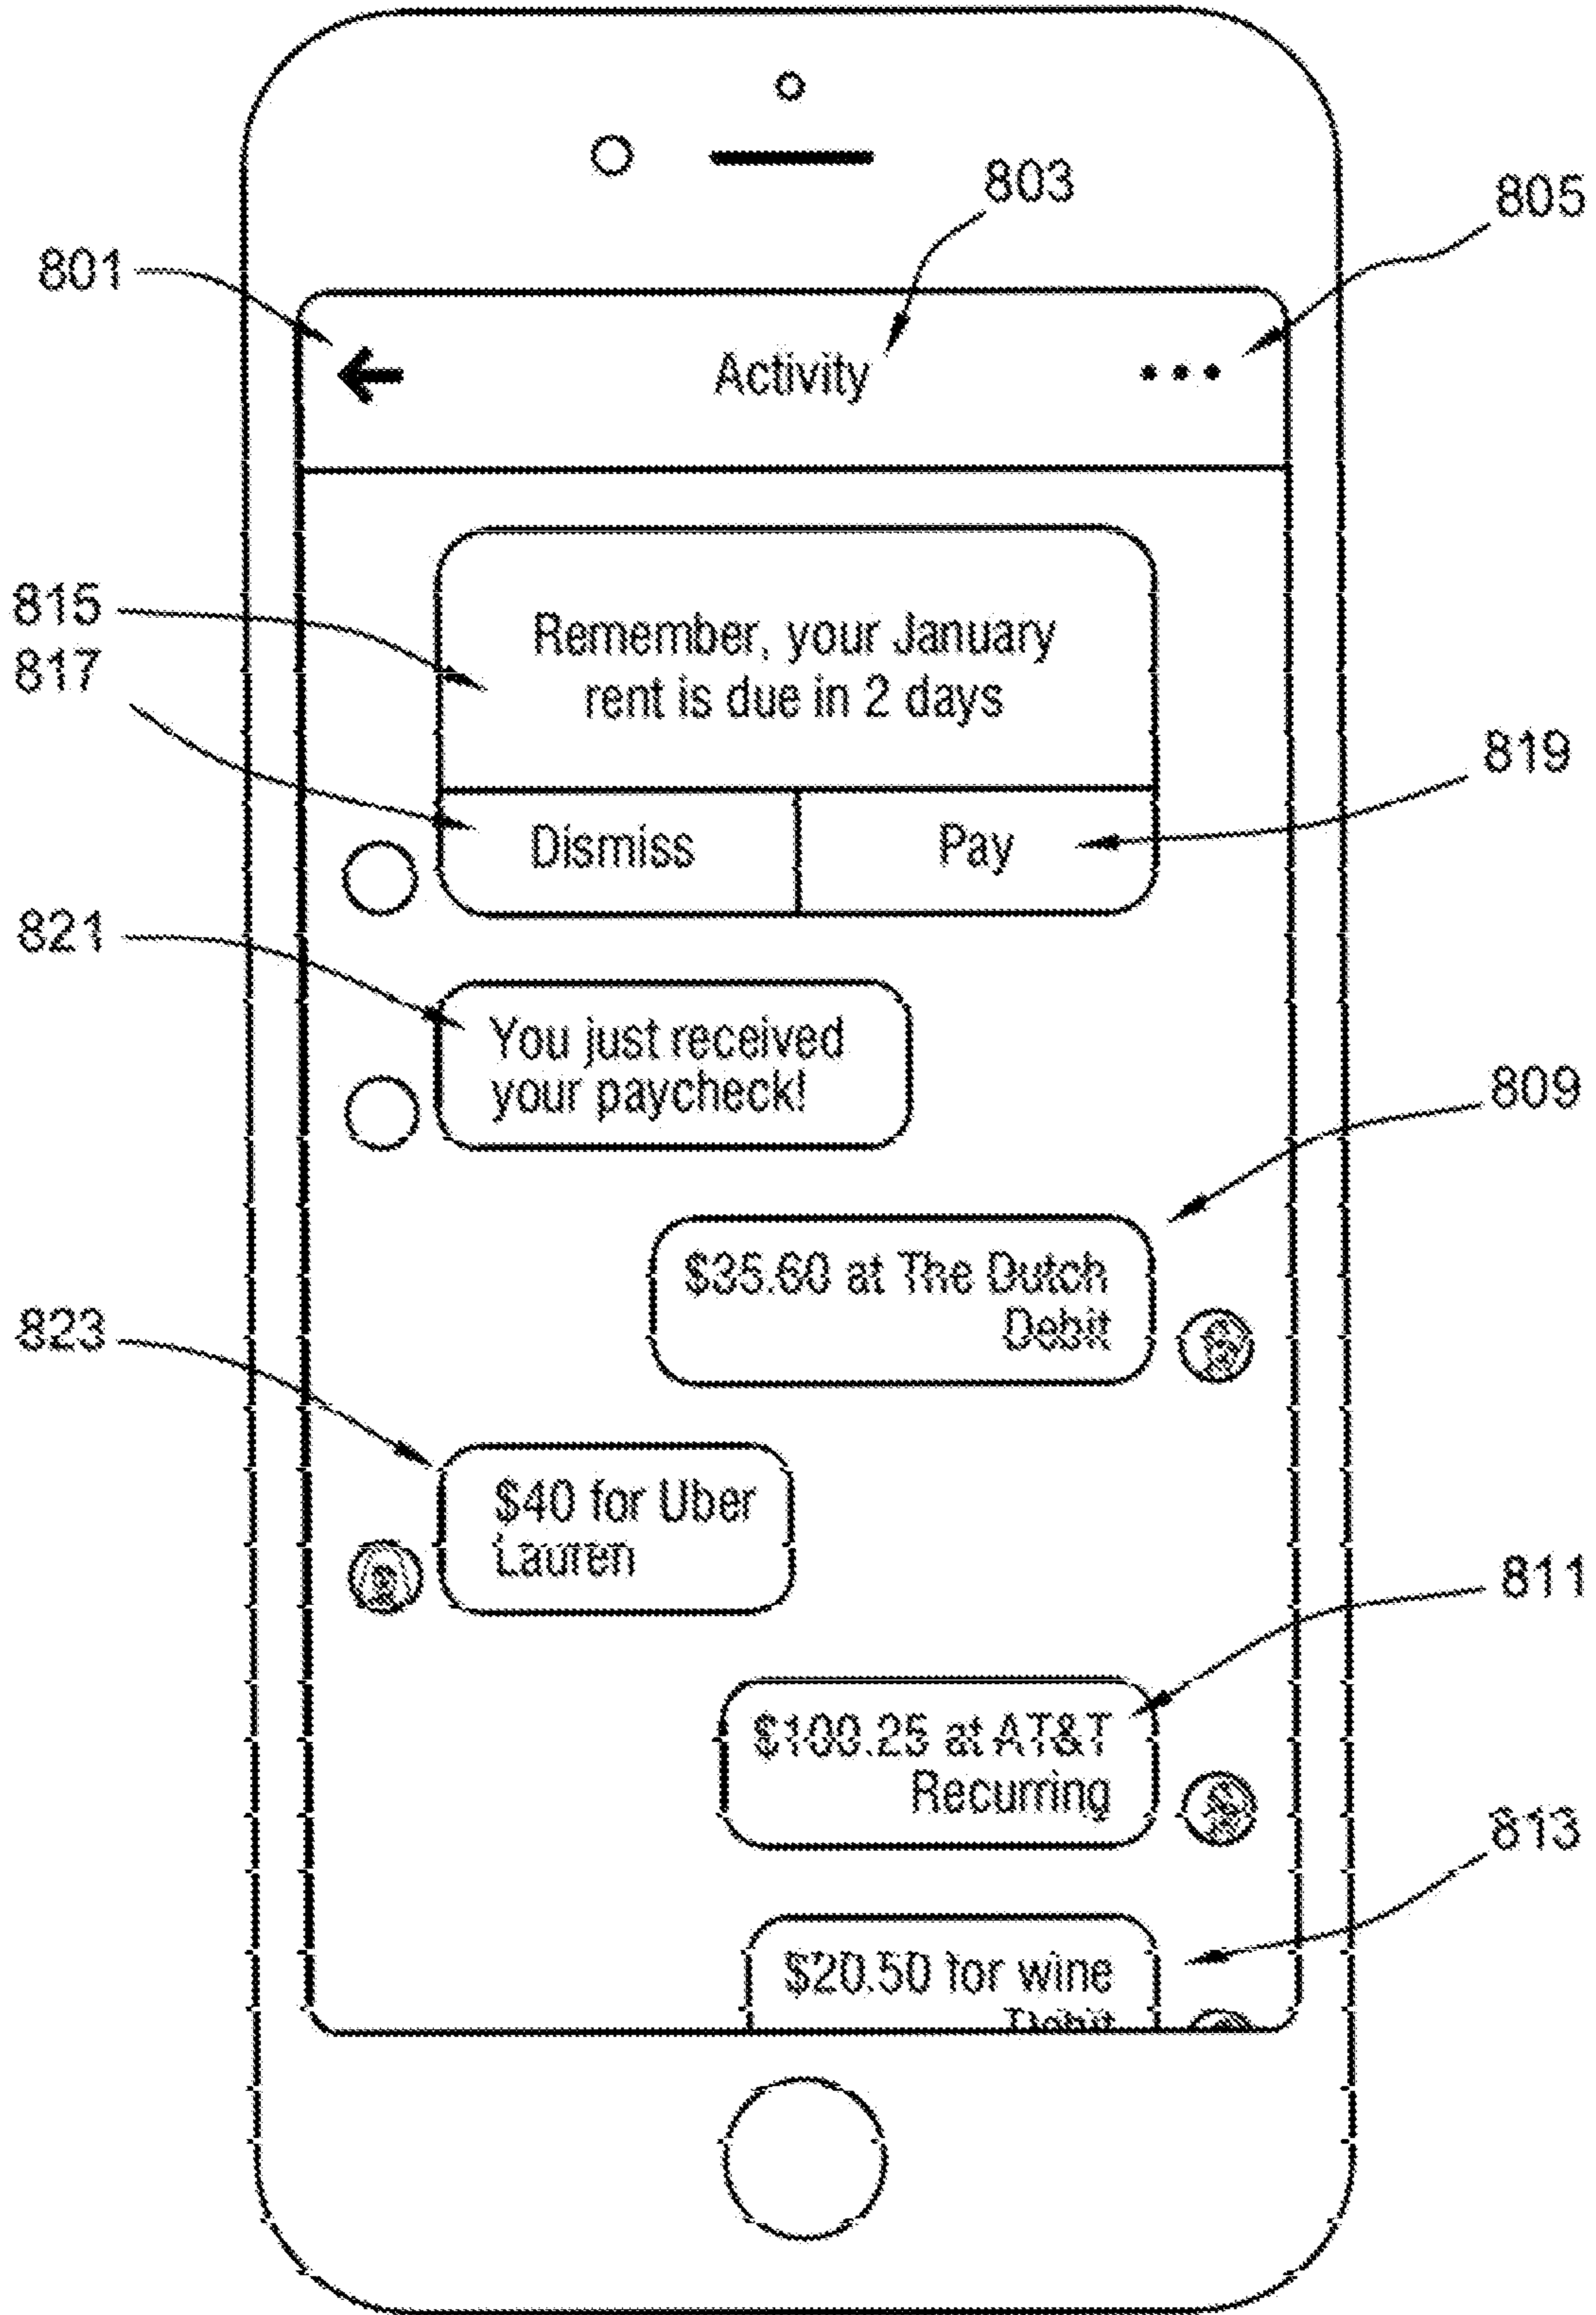 803
805
801
Activity
815
Remember, your January
rent is due in 2 days
817
819
Dismiss
Pay
821
You just received
your paycheck!
809
$35.60 at The Dutch
Debit
823
$40 for Uber
Lauren
811
$100.25 at AT&T
Recurring
813
$20.50 for wine
Debit